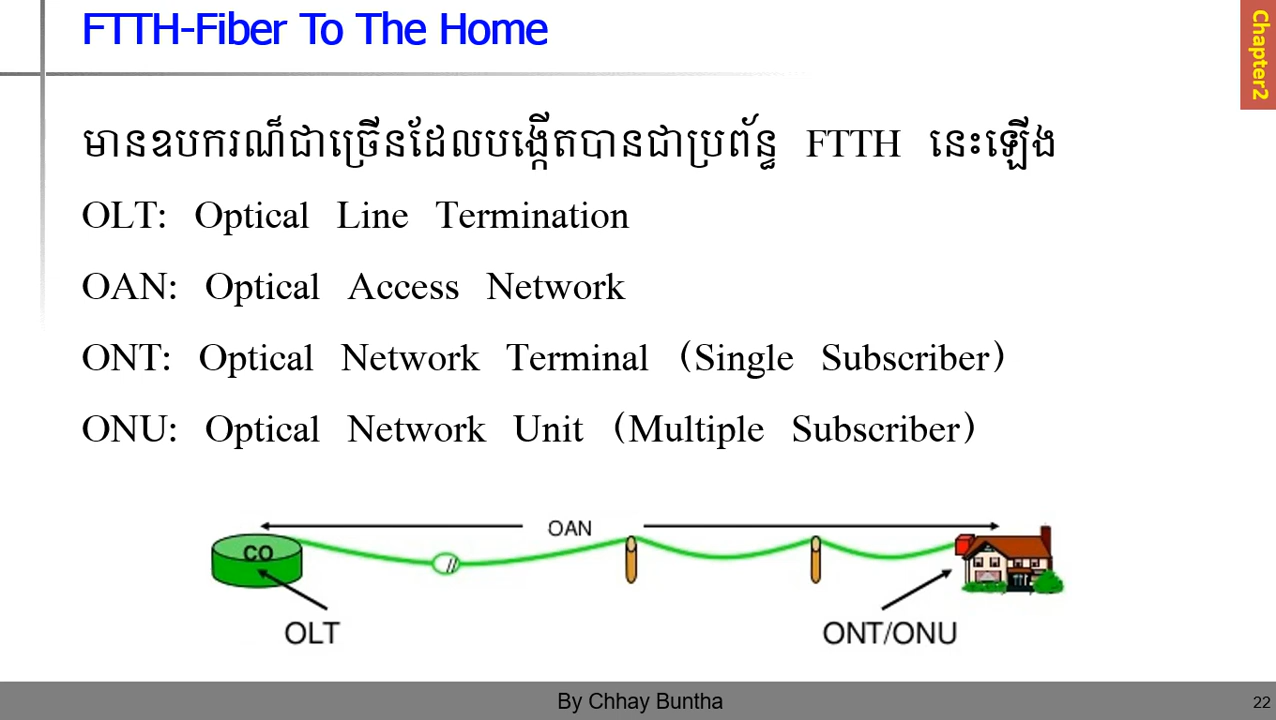 FTTH-Fiber To The Home
Chapter2
មានឧបករណ៏ជាច្រើនដែលបង្កើតបានជាប្រព័ន្ធ FTTH នេះឡើង
OLT: Optical Line Termination
OAN: Optical Access Network
ONT: Optical Network Terminal (Single Subscriber)
ONU: Optical Network Unit (Multiple Subscriber)
OAN
CO
OLT
ONT/ONU
By Chhay Buntha
22